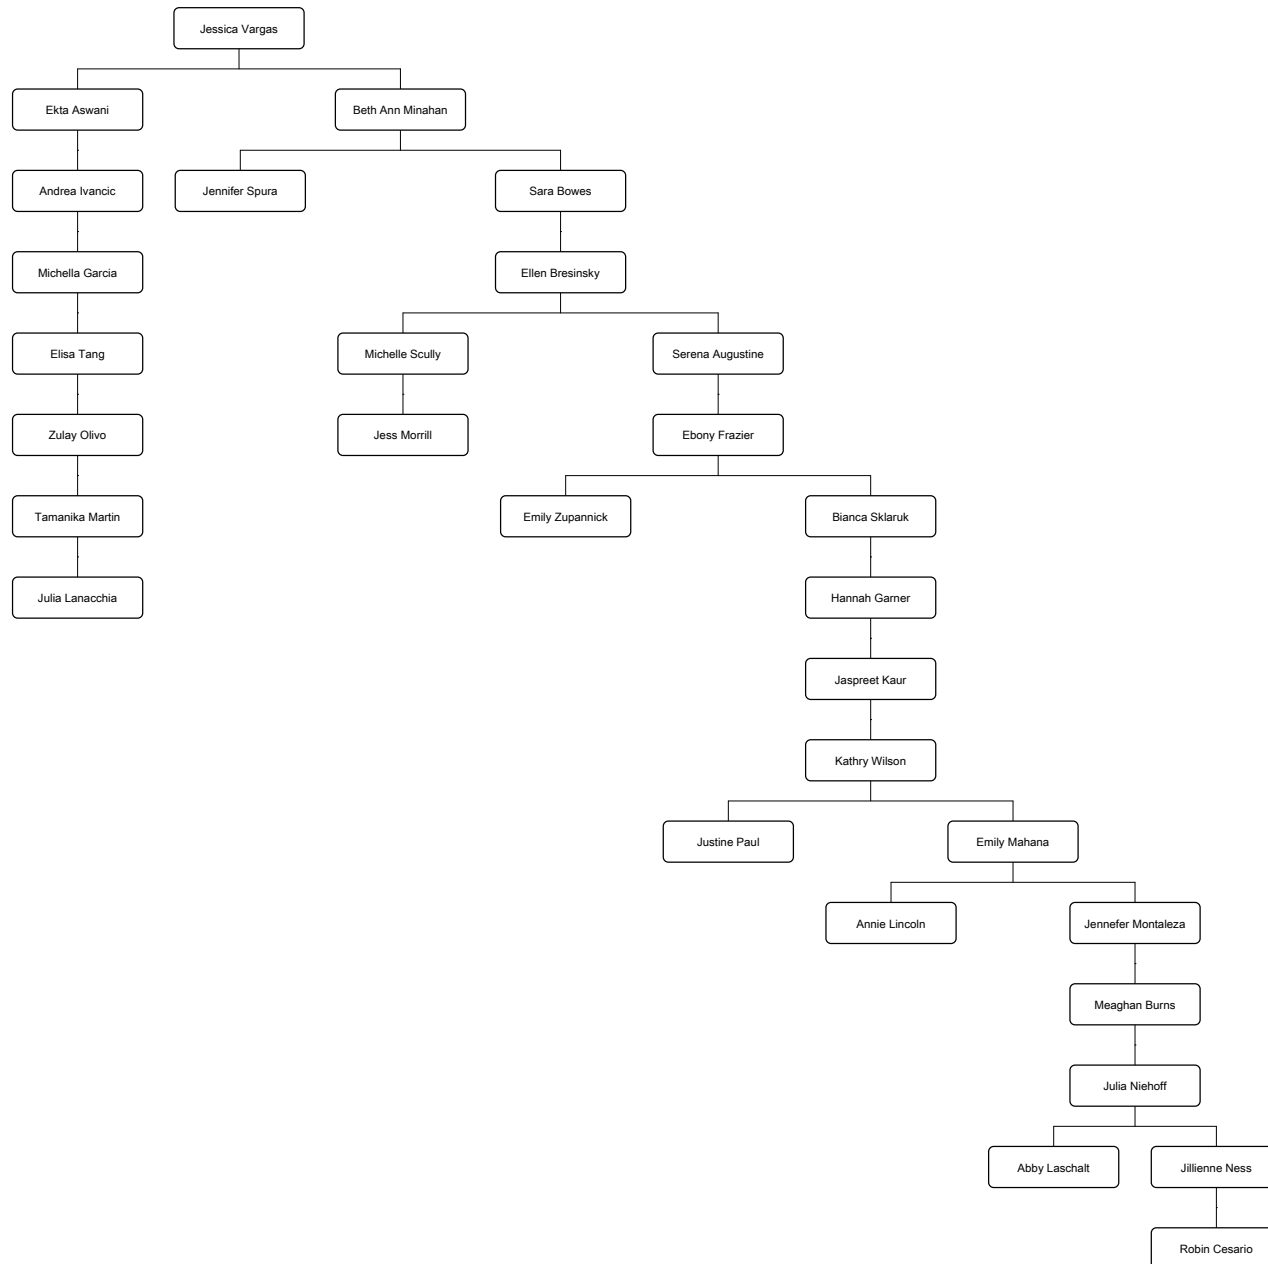 Jessica Vargas
Ekta Aswani
Beth Ann Minahan
Andrea Ivancic
Jennifer Spura
Sara Bowes
Michella Garcia
Ellen Bresinsky
Elisa Tang
Michelle Scully
Serena Augustine
Zulay Olivo
Jess Morrill
Ebony Frazier
Tamanika Martin
Emily Zupannick
Bianca Sklaruk
Julia Lanacchia
Hannah Garner
Jaspreet Kaur
Kathry Wilson
Justine Paul
Emily Mahana
Annie Lincoln
Jennefer Montaleza
Meaghan Burns
Julia Niehoff
Abby Laschalt
Jillienne Ness
Robin Cesario